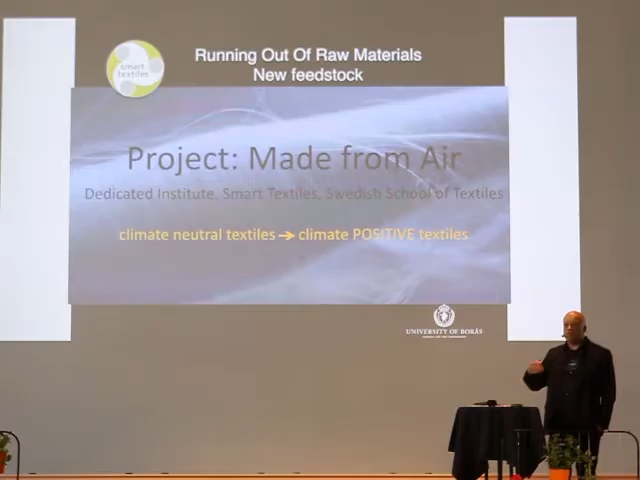 smart
textiles
Running Out Of Raw Materials
New feedstock
Project: Made from Air
Dedicated Institute, Smart Textiles, Swedish School of Textiles
climate neutral textiles → climate POSITIVE textiles
UNIVERSITY OF BORÅS